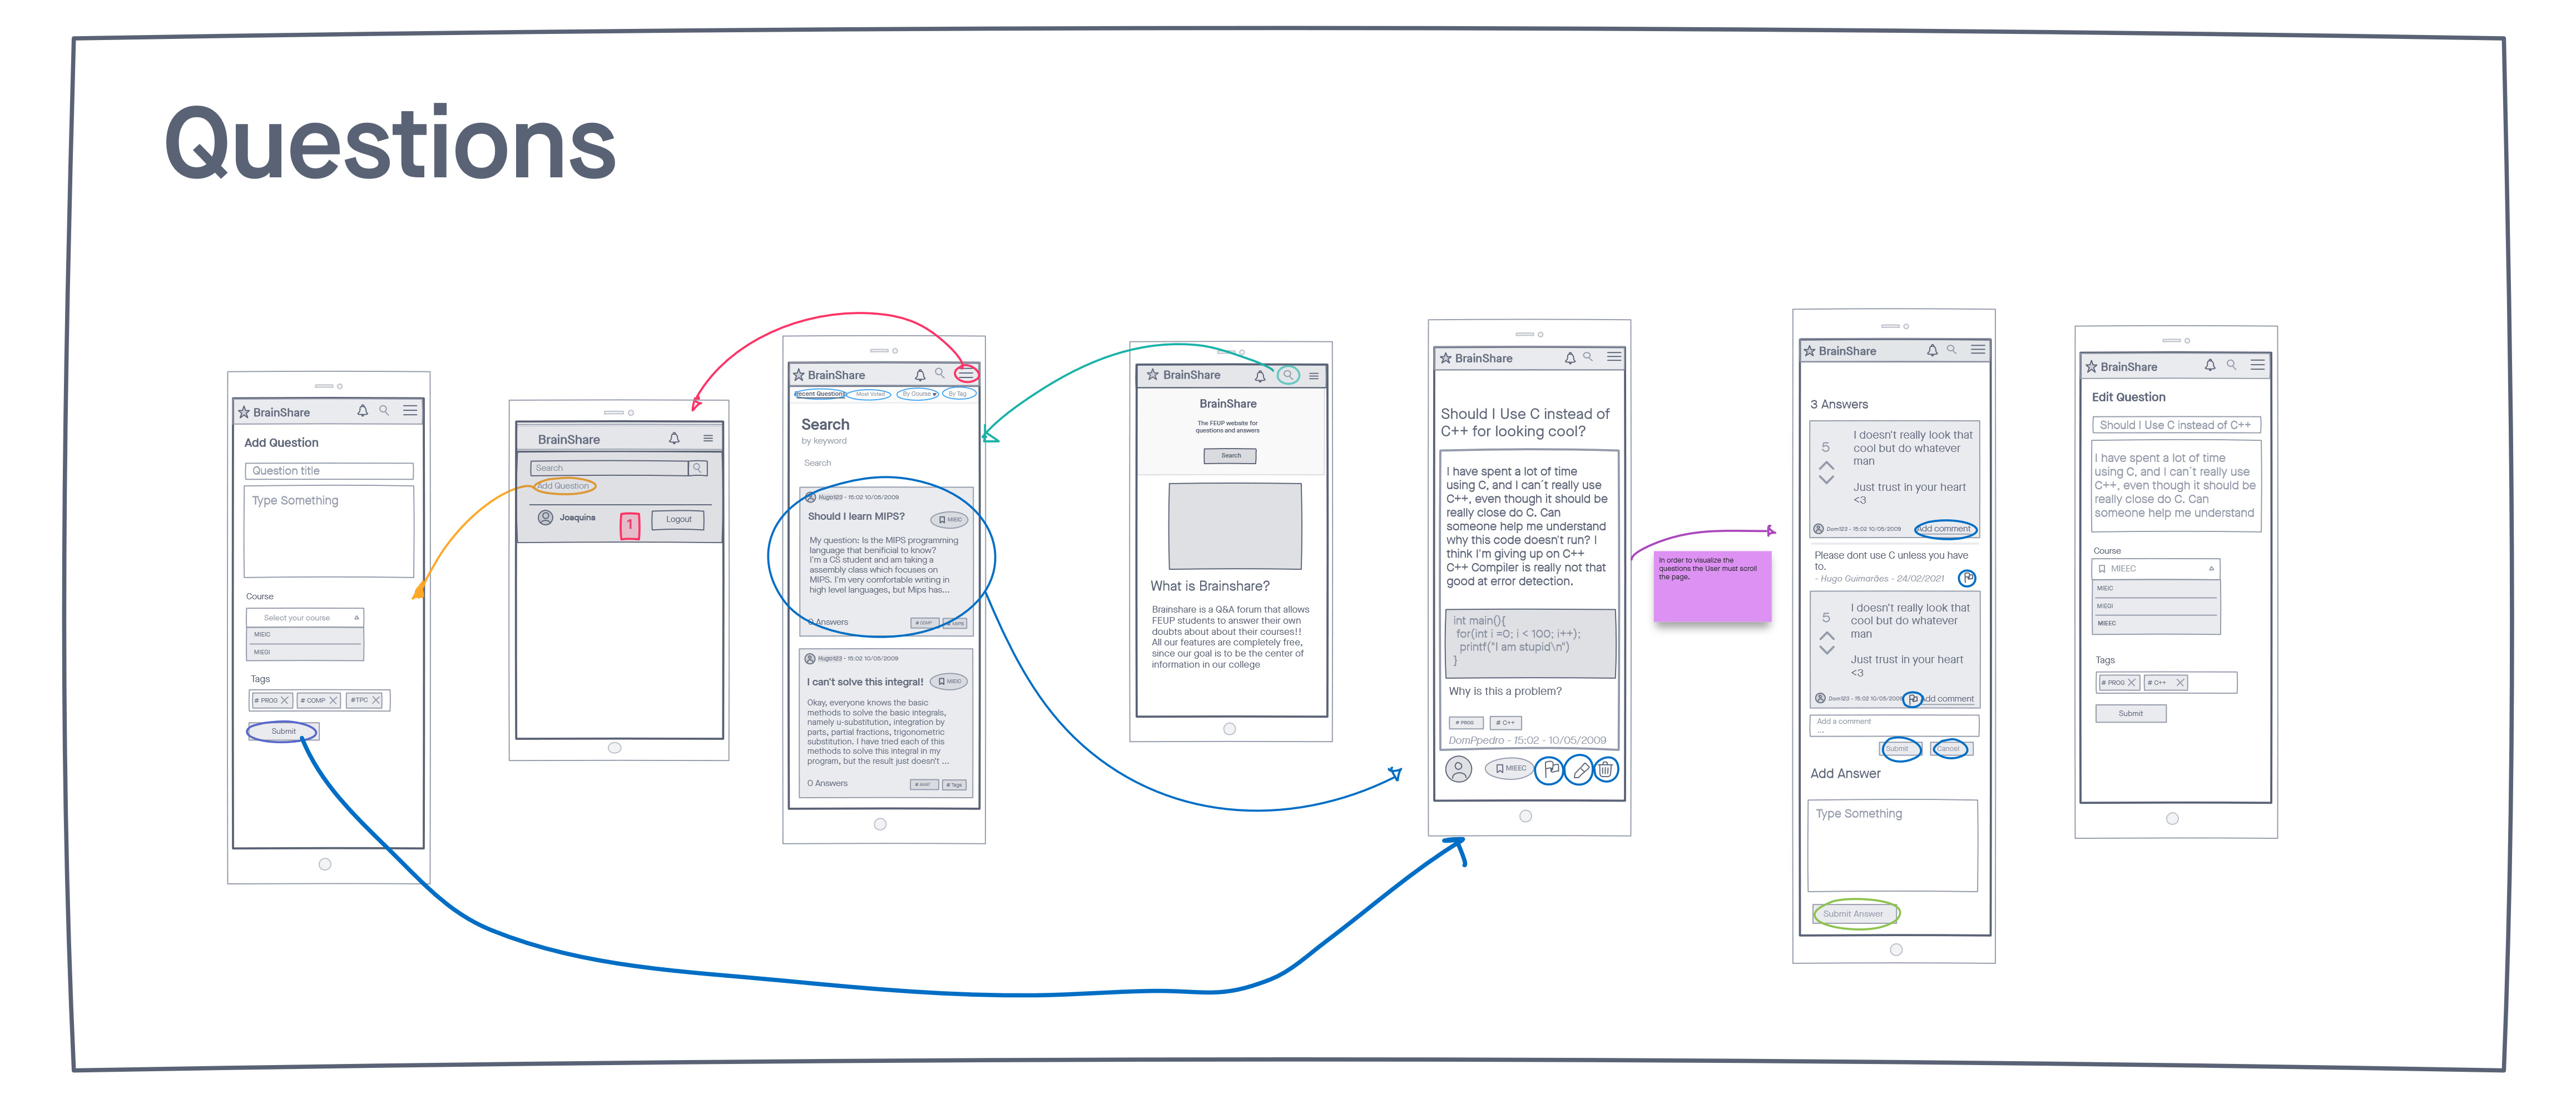 Questions
BrainShare
Add Question
Question title
Type Something
Course
Select your course
MIEIC
MIEGI
Tags
# PROG
# COMP
#TPC
Submit
BrainShare
Search
Add Question
Joaquina
1
Logout
BrainShare
Recent Questions
Most Voted
By Course
By Tag
Search
by keyword
Search
Hugo123 - 15:02 10/05/2009
Should I learn MIPS?
MIEIC
My question: Is the MIPS programming
language that benificial to know?
I'm a CS student and am taking a
assembly class which focuses on
MIPS. I'm very comfortable writing in
high level languages, but Mips has...
0 Answers
# COMP
# MIPS
Hugo123 - 15:02 10/05/2009
I can't solve this integral!
MIEIC
Okay, everyone knows the basic
methods to solve the basic integrals,
namely u-substitution, integration by
parts, partial fractions, trigonometric
substitution. I have tried each of this
methods to solve this integral in my
program, but the result just doesn't ...
0 Answers
# Tags
BrainShare
BrainShare
The FEUP website for
questions and answers
Search
What is Brainshare?
Brainshare is a Q&A forum that allows
FEUP students to answer their own
doubts about about their courses!!
All our features are completely free,
since our goal is to be the center of
information in our college
BrainShare
Should I Use C instead of
C++ for looking cool?
I have spent a lot of time
using C, and I can´t really use
C++, even though it should be
really close do C. Can
someone help me understand
why this code doesn't run? I
think I'm giving up on C++
C++ Compiler is really not that
good at error detection.
int main(){
for(int i =0; i < 100; i++);
printf("I am stupid\n")
}
Why is this a problem?
# PROG
# C++
DomPpedro - 15:02 - 10/05/2009
MIEEC
In order to visualize the
questions the User must scroll
the page.
BrainShare
3 Answers
5
I doesn't really look that
cool but do whatever
man
Just trust in your heart
<3
Dom123 - 15:02 10/05/2009
Add comment
Please dont use C unless you have
to.
- Hugo Guimarães - 24/02/2021
5
I doesn't really look that
cool but do whatever
man
Just trust in your heart
<3
Dom123 - 15:02 10/05/2009
Add comment
Add a comment
...
Submit
Cancel
Add Answer
Type Something
Submit Answer
BrainShare
Edit Question
Should I Use C instead of C++
I have spent a lot of time
using C, and I can´t really use
C++, even though it should be
really close do C. Can
someone help me understand
Course
MIEEC
MIEIC
MIEGI
MIEEC
Tags
# PROG
# C++
Submit